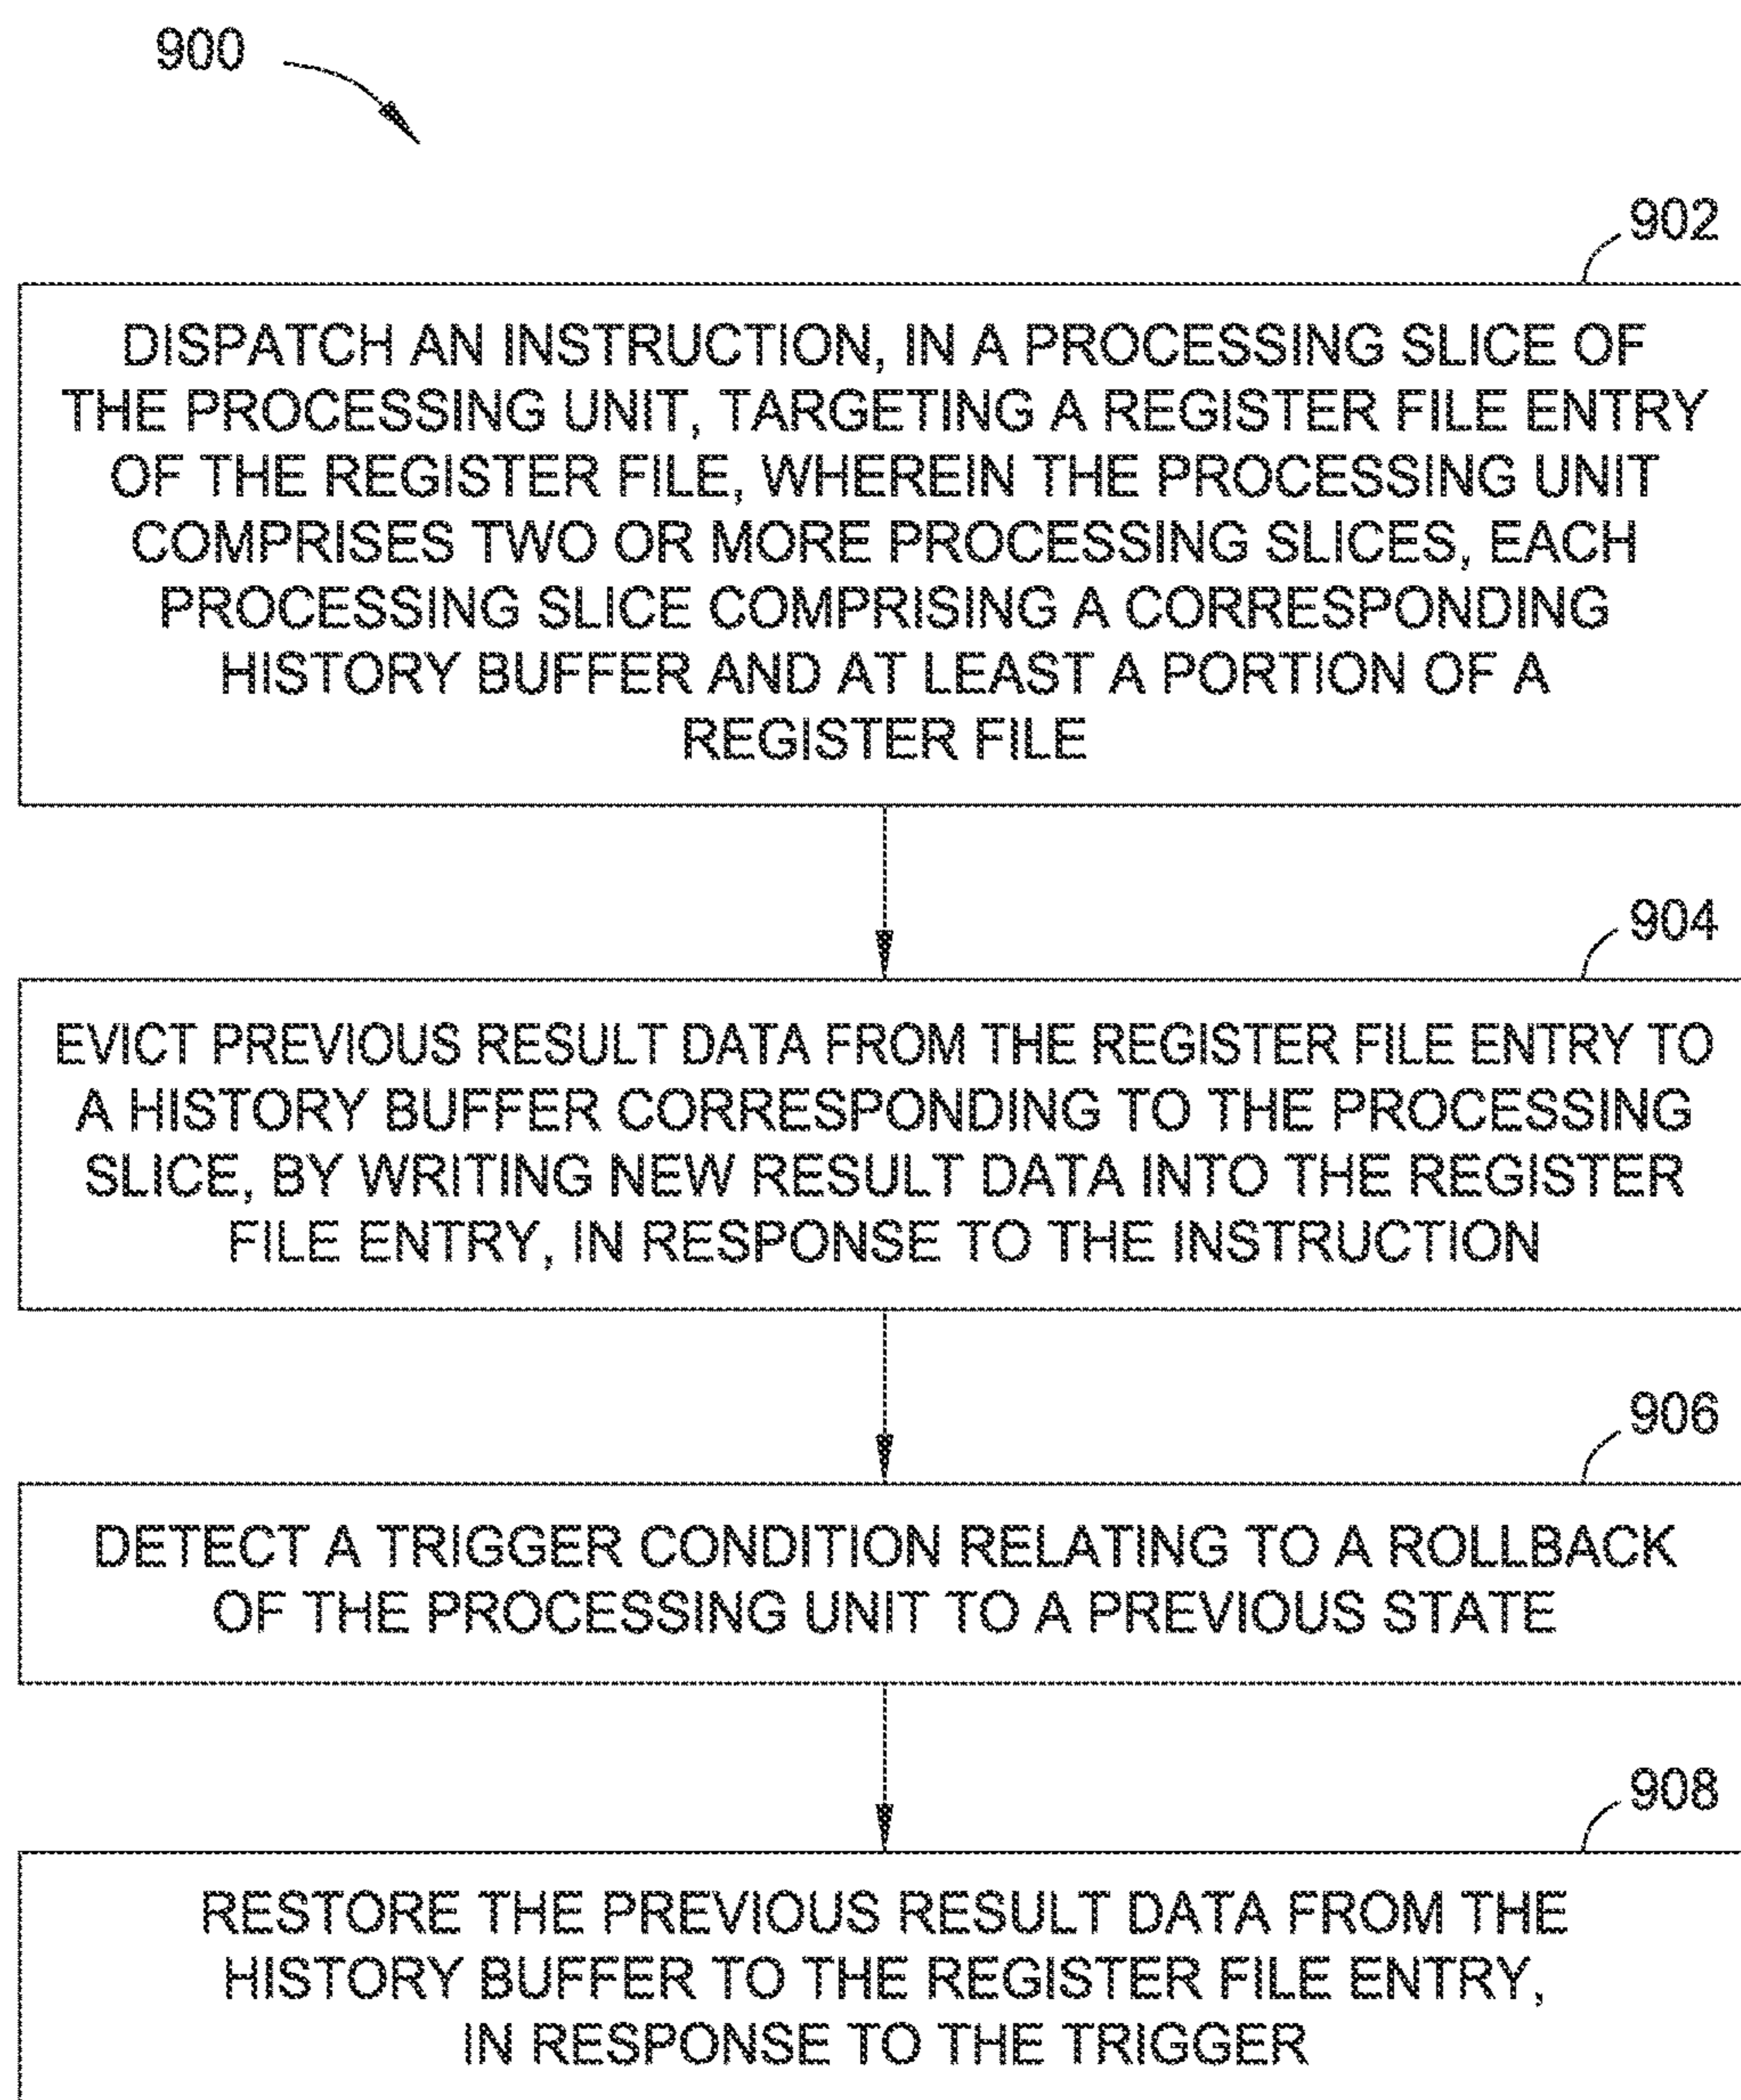 900
902
DISPATCH AN INSTRUCTION, IN A PROCESSING SLICE OF
THE PROCESSING UNIT, TARGETING A REGISTER FILE ENTRY
OF THE REGISTER FILE, WHEREIN THE PROCESSING UNIT
COMPRISES TWO OR MORE PROCESSING SLICES, EACH
PROCESSING SLICE COMPRISING A CORRESPONDING
HISTORY BUFFER AND AT LEAST A PORTION OF A
REGISTER FILE
904
EVICT PREVIOUS RESULT DATA FROM THE REGISTER FILE ENTRY TO
A HISTORY BUFFER CORRESPONDING TO THE PROCESSING
SLICE, BY WRITING NEW RESULT DATA INTO THE REGISTER
FILE ENTRY, IN RESPONSE TO THE INSTRUCTION
906
DETECT A TRIGGER CONDITION RELATING TO A ROLLBACK
OF THE PROCESSING UNIT TO A PREVIOUS STATE
908
RESTORE THE PREVIOUS RESULT DATA FROM THE
HISTORY BUFFER TO THE REGISTER FILE ENTRY,
IN RESPONSE TO THE TRIGGER